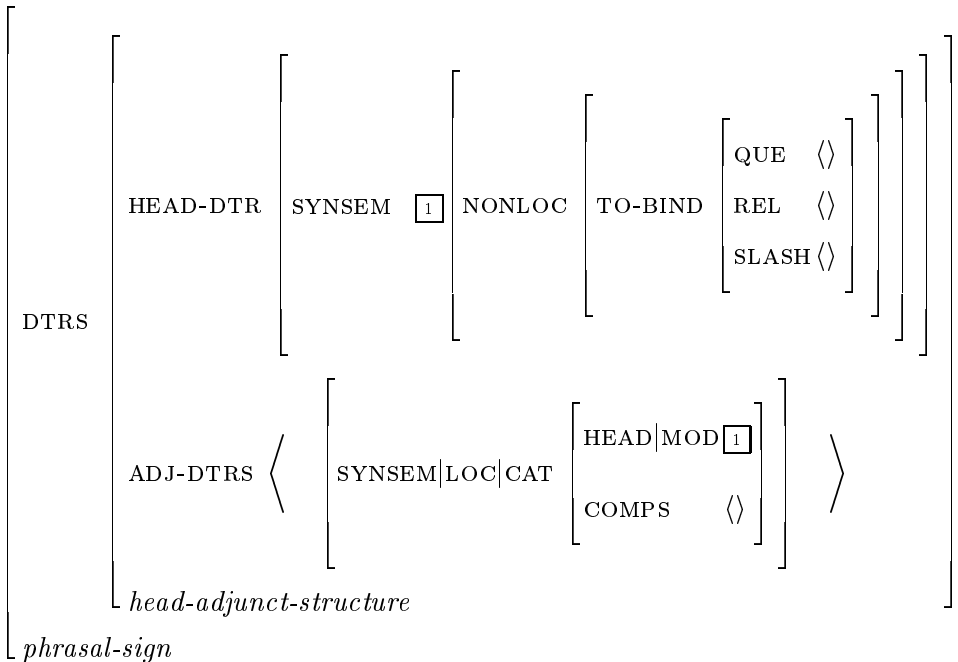 QUE ⟨⟩
HEAD-DTR SYNSEM 1 NONLOC TO-BIND REL ⟨⟩
SLASH ⟨⟩
DTRS
HEAD|MOD 1
ADJ-DTRS ⟨ SYNSEM|LOC|CAT ⟩
COMPS ⟨⟩
head-adjunct-structure
phrasal-sign